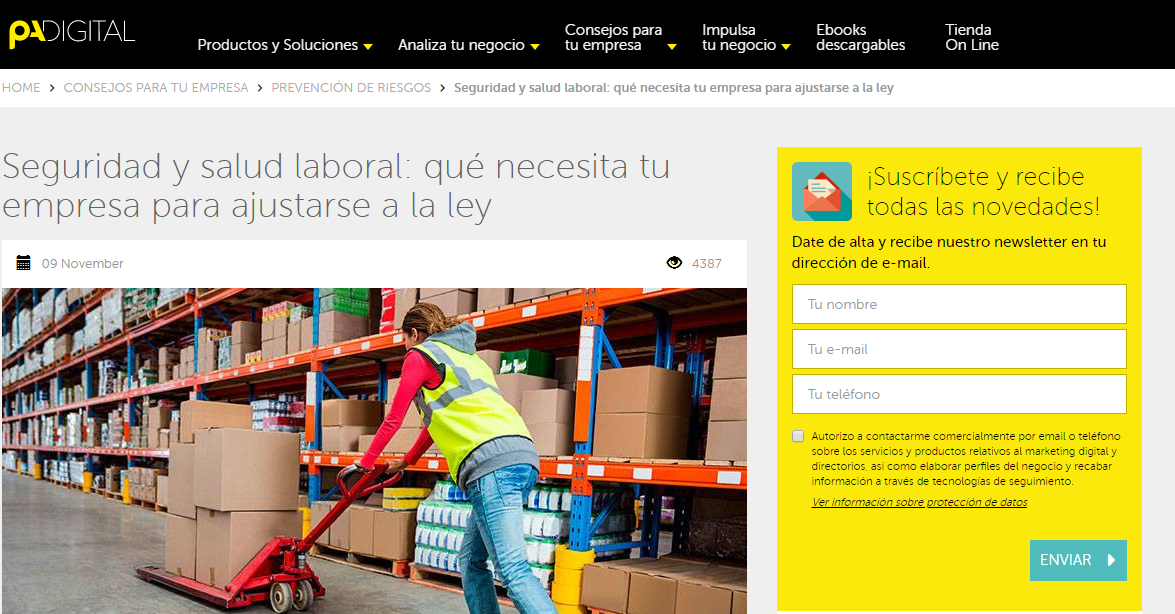 PADIGITAL
Productos y Soluciones
Analiza tu negocio
Consejos para
tu empresa
Impulsa
tu negocio
Ebooks
descargables
Tienda
On Line
HOME > CONSEJOS PARA TU EMPRESA > PREVENCIÓN DE RIESGOS > Seguridad y salud laboral: qué necesita tu empresa para ajustarse a la ley
Seguridad y salud laboral: qué necesita tu
empresa para ajustarse a la ley
09 November
4387
¡Suscríbete y recibe
todas las novedades!
Date de alta y recibe nuestro newsletter en tu
dirección de e-mail.
Tu nombre
Tu e-mail
Tu teléfono
Autorizo a contactarme comercialmente por email o teléfono
sobre los servicios y productos relativos al marketing digital y
directorios, así como elaborar perfiles del negocio y recabar
información a través de tecnologías de seguimiento.
Ver información sobre protección de datos
ENVIAR